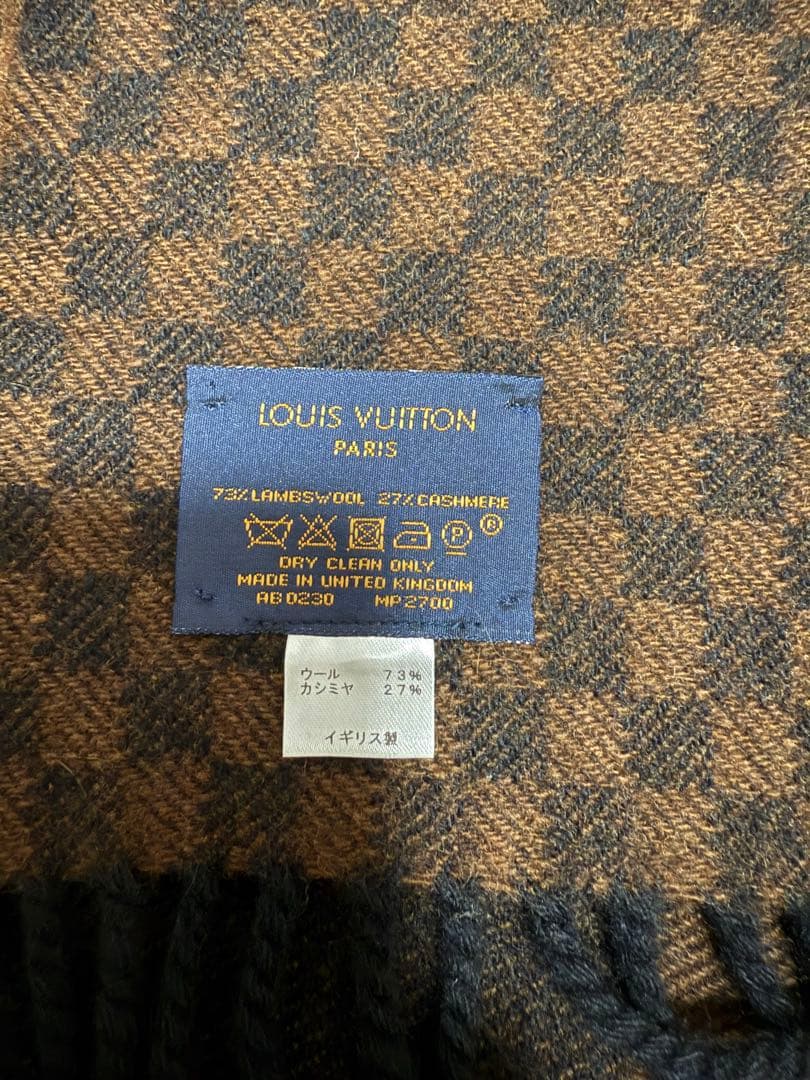 LOUIS VUITTON
PARIS
73% LAMBSWOOL 27% CASHMERE
P ®
DRY CLEAN ONLY
MADE IN UNITED KINGDOM
AB0230 MP2700
ウール 73%
カシミヤ 27%
イギリス製